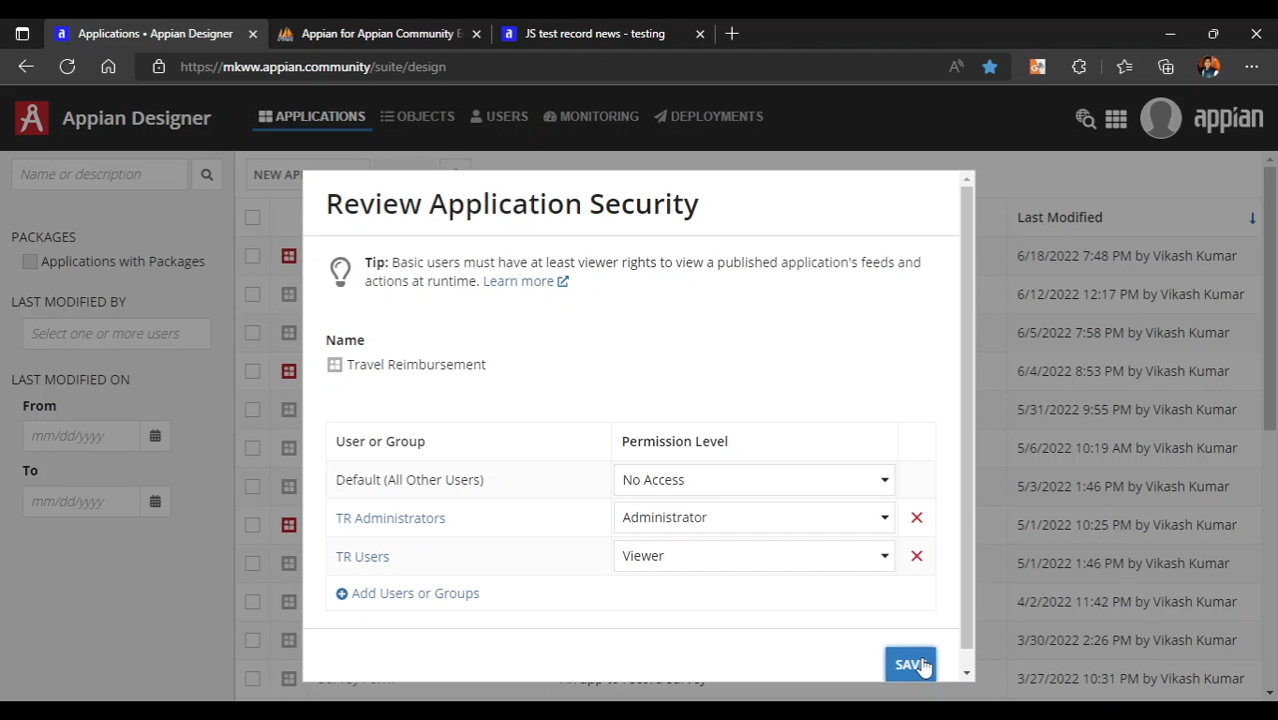 Applications • Appian Designer
Appian for Appian Community E
JS test record news - testing
https://mkww.appian.community/suite/design
Appian Designer
APPLICATIONS
OBJECTS
USERS
MONITORING
DEPLOYMENTS
appian
Name or description
NEW AP
Review Application Security
Last Modified
PACKAGES
Applications with Packages
Tip: Basic users must have at least viewer rights to view a published application's feeds and
actions at runtime. Learn more
6/18/2022 7:48 PM by Vikash Kumar
LAST MODIFIED BY
6/12/2022 12:17 PM by Vikash Kumar
Select one or more users
Name
6/5/2022 7:58 PM by Vikash Kumar
Travel Reimbursement
6/4/2022 8:53 PM by Vikash Kumar
LAST MODIFIED ON
From
5/31/2022 9:55 PM by Vikash Kumar
mm/dd/yyyy
User or Group
Permission Level
5/6/2022 10:19 AM by Vikash Kumar
To
Default (All Other Users)
No Access
5/3/2022 1:46 PM by Vikash Kumar
mm/dd/yyyy
TR Administrators
Administrator
5/1/2022 10:25 PM by Vikash Kumar
TR Users
Viewer
5/1/2022 1:46 PM by Vikash Kumar
Add Users or Groups
4/2/2022 11:42 PM by Vikash Kumar
3/30/2022 2:26 PM by Vikash Kumar
SAV
3/27/2022 10:31 PM by Vikash Kumar